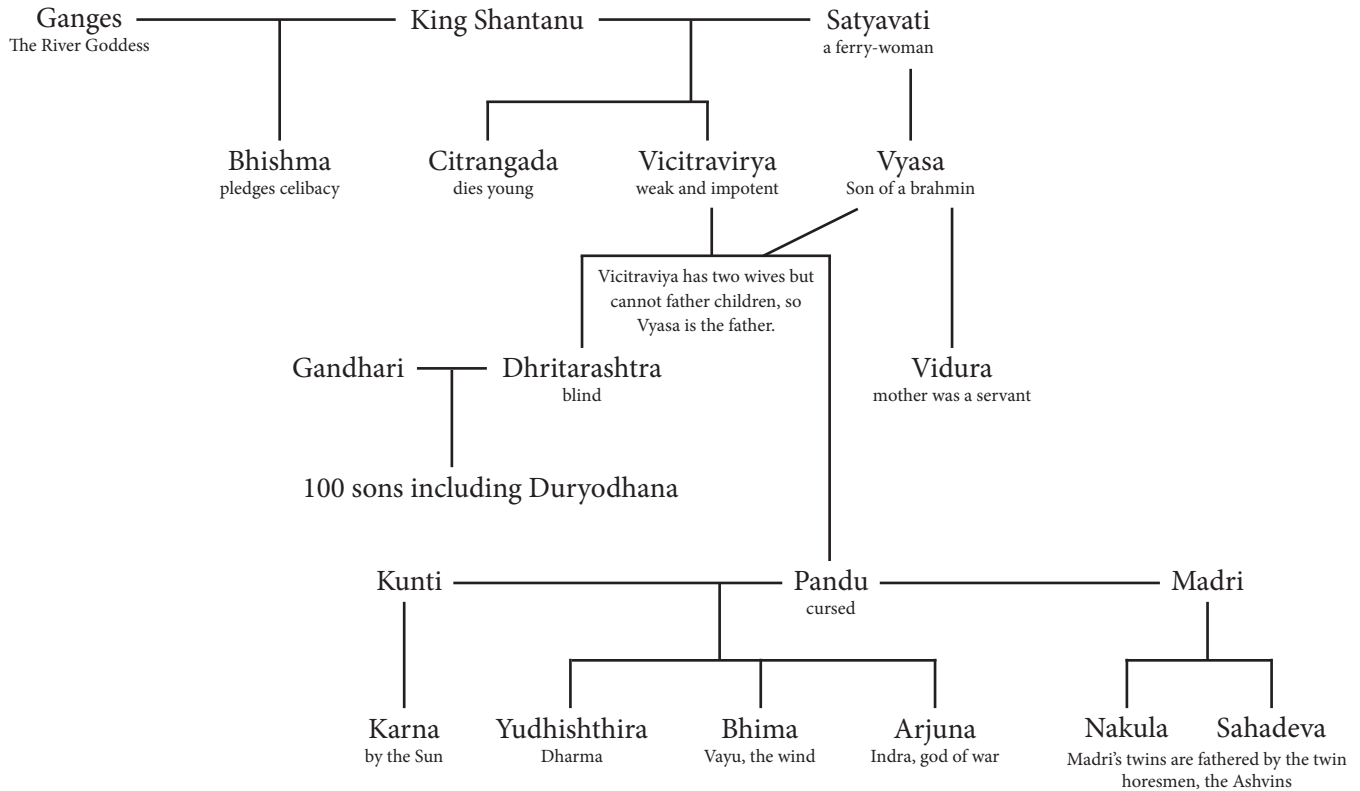 Ganges
The River Goddess
King Shantanu
Satyavati
a ferry-woman
Bhishma
pledges celibacy
Citrangada
dies young
Vicitravirya
weak and impotent
Vyasa
Son of a brahmin
Vicitraviya has two wives but
cannot father children, so
Vyasa is the father.
Gandhari
Dhritarashtra
blind
Vidura
mother was a servant
100 sons including Duryodhana
Kunti
Pandu
cursed
Madri
Karna
by the Sun
Yudhishthira
Dharma
Bhima
Vayu, the wind
Arjuna
Indra, god of war
Nakula
Sahadeva
Madri's twins are fathered by the twin
horesmen, the Ashvins